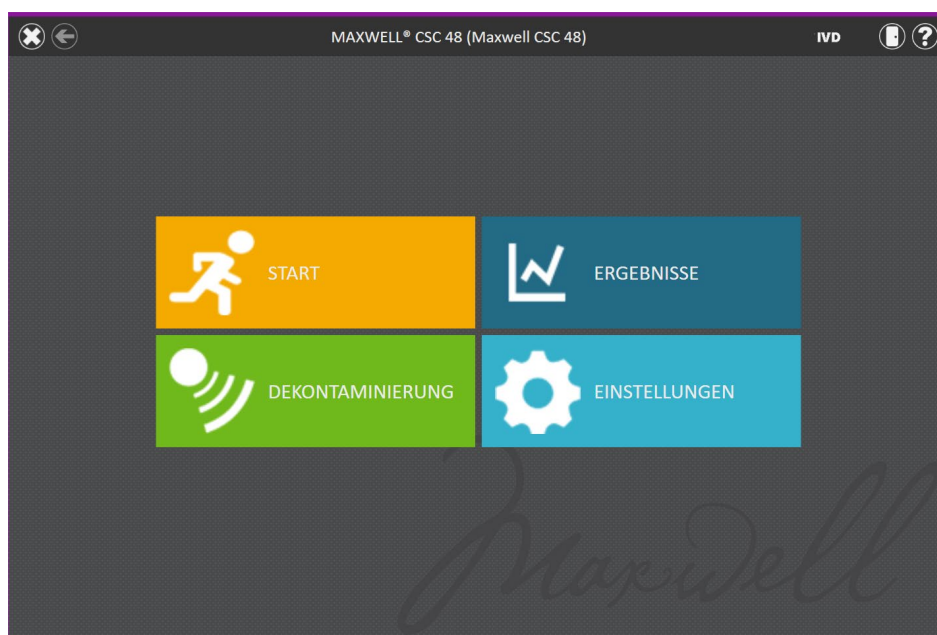 MAXWELL® CSC 48 (Maxwell CSC 48)
IVD
?
START
ERGEBNISSE
DEKONTAMINIERUNG
EINSTELLUNGEN
Maxwell